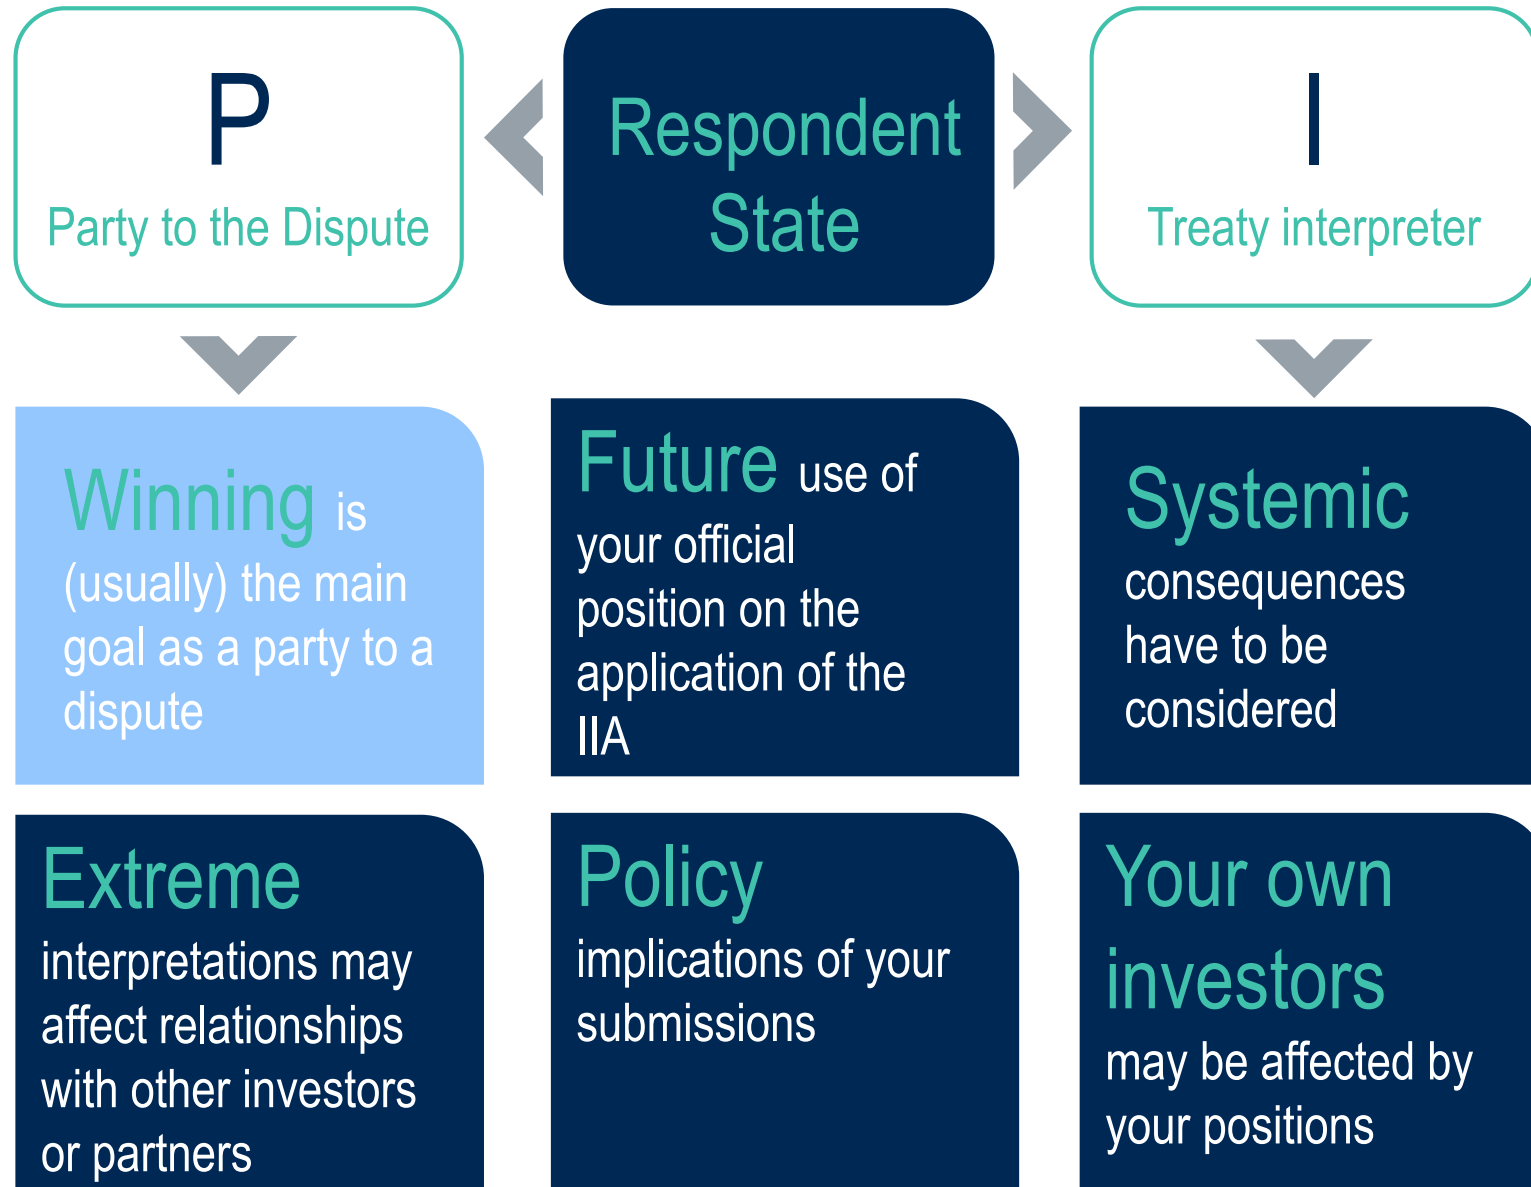 P
Party to the Dispute
Respondent
State
I
Treaty interpreter
Winning is
(usually) the main
goal as a party to a
dispute
Future use of
your official
position on the
application of the
IIA
Systemic
consequences
have to be
considered
Extreme
interpretations may
affect relationships
with other investors
or partners
Policy
implications of your
submissions
Your own
investors
may be affected by
your positions